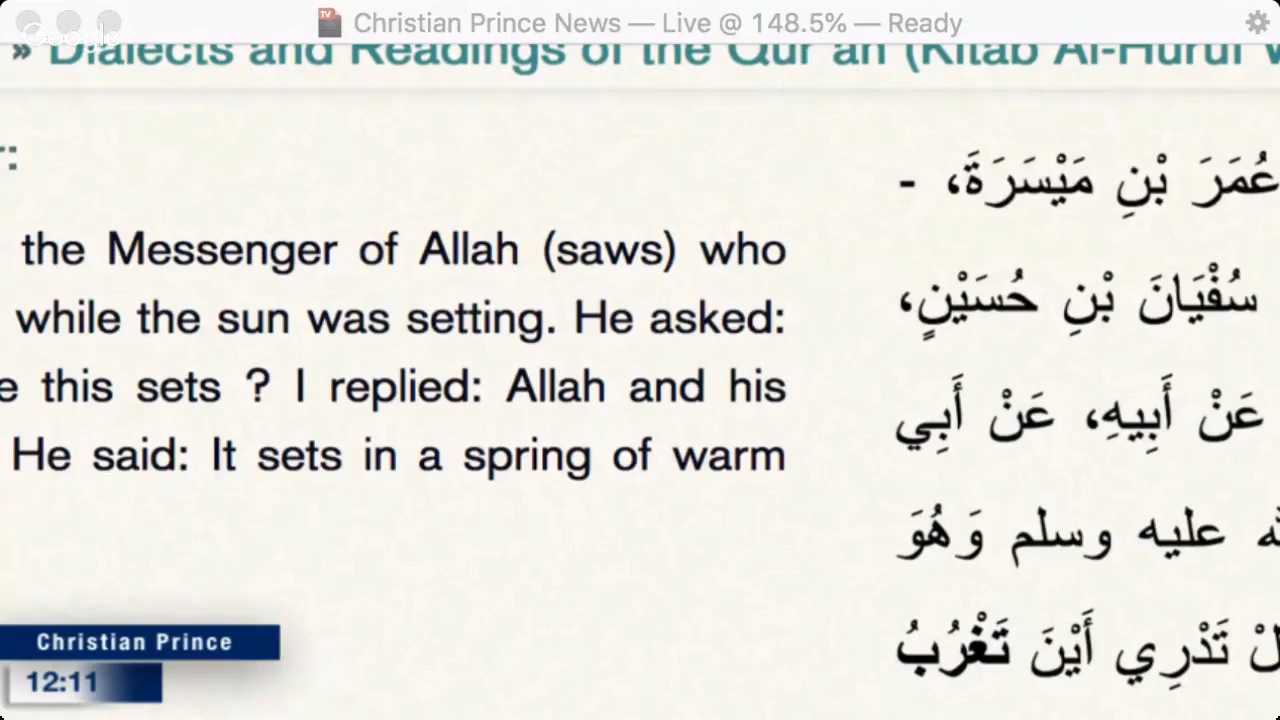 Christian Prince News — Live @ 148.5% — Ready
Google
» Dialects and Readings of the Qur'an (Kitab Al-Huruf
عُمَرَ بْنِ مَيْسَرَةَ، -
the Messenger of Allah (saws) who
سُفْيَانَ بْنِ حُسَيْنٍ،
while the sun was setting. He asked:
this sets ? I replied: Allah and his
عَنْ أَبِيهِ، عَنْ أَبِي
He said: It sets in a spring of warm
عليه وسلم وَهُوَ
تَدْرِي أَيْنَ تَغْرُبُ
Christian Prince
12:11